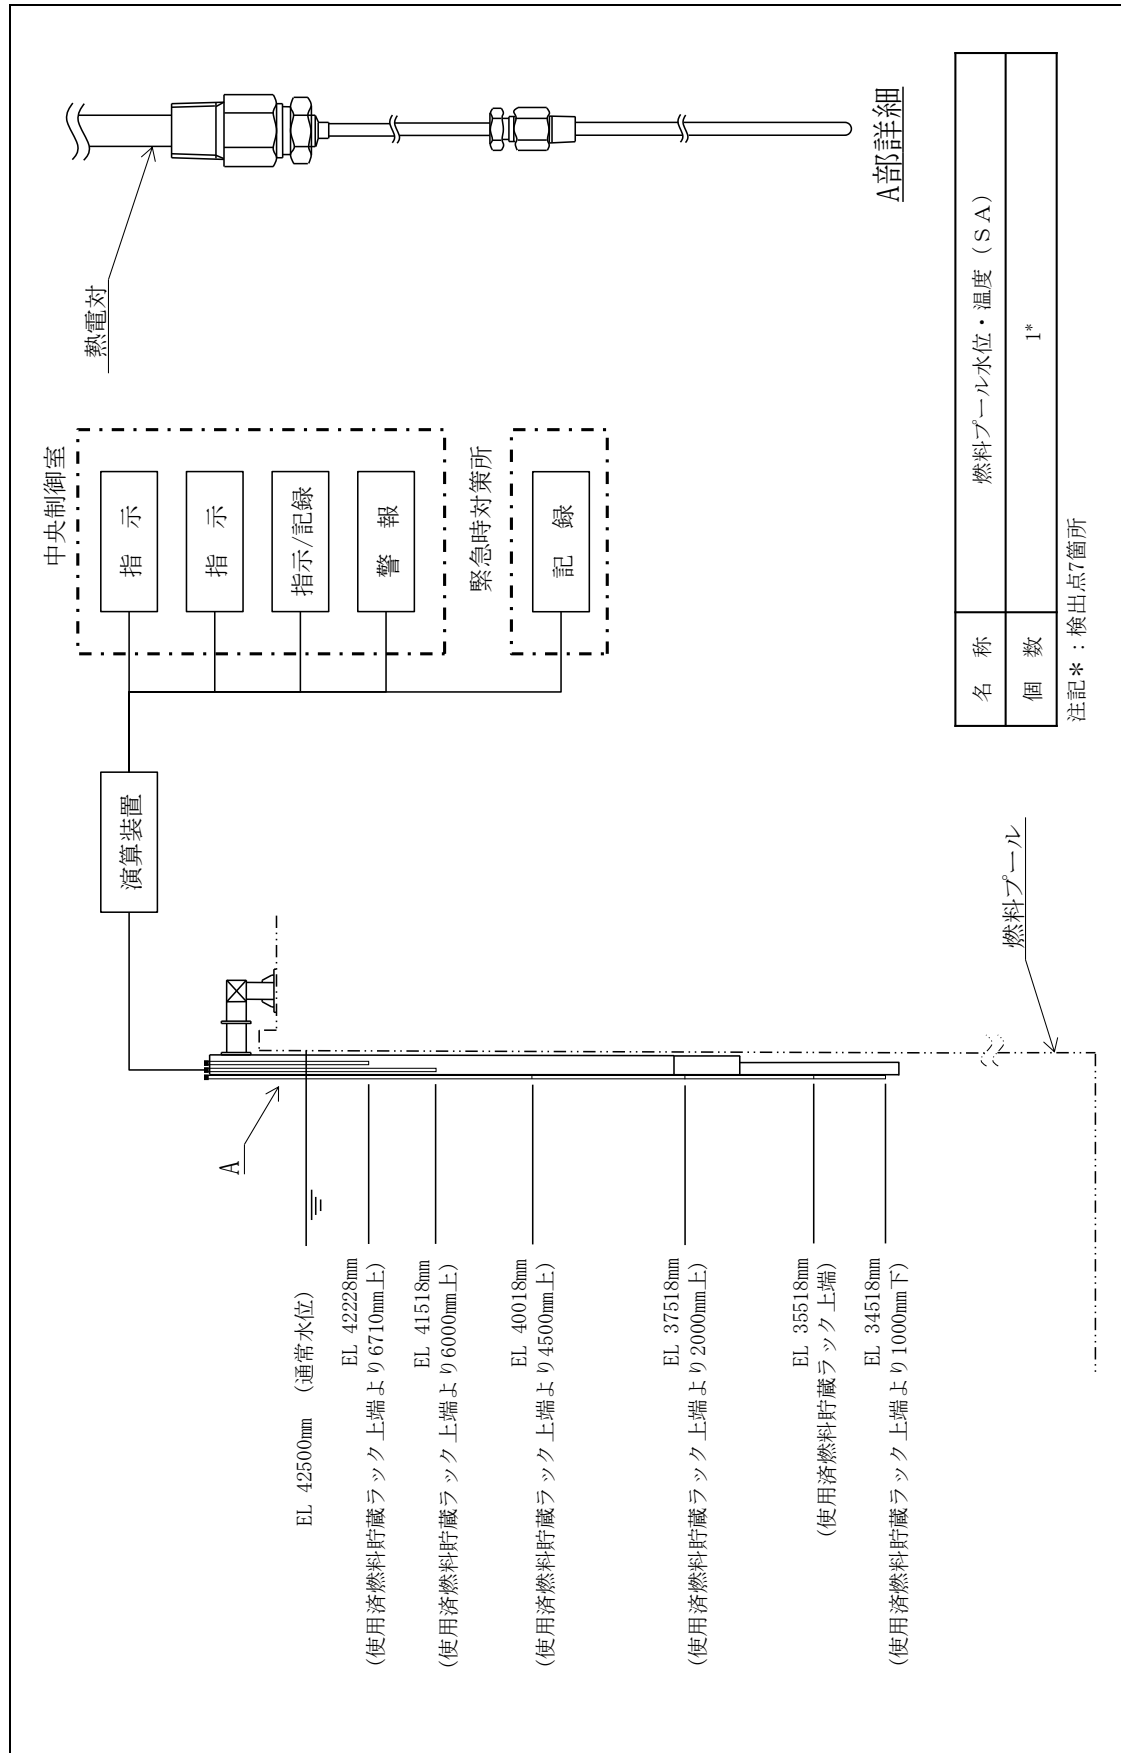 熱電対
A部詳細
中央制御室
指 示
指 示
指示/記録
警 報
緊急時対策所
記 録
演算装置
A
EL 42500mm (通常水位)
EL 42228mm
(使用済燃料貯蔵ラック上端より6710mm上)
EL 41518mm
(使用済燃料貯蔵ラック上端より6000mm上)
EL 40018mm
(使用済燃料貯蔵ラック上端より4500mm上)
EL 37518mm
(使用済燃料貯蔵ラック上端より2000mm上)
EL 35518mm
(使用済燃料貯蔵ラック上端)
EL 34518mm
(使用済燃料貯蔵ラック上端より1000mm下)
燃料プール
名 称 燃料プール水位・温度(SA)
個 数 1*
注記*:検出点7箇所